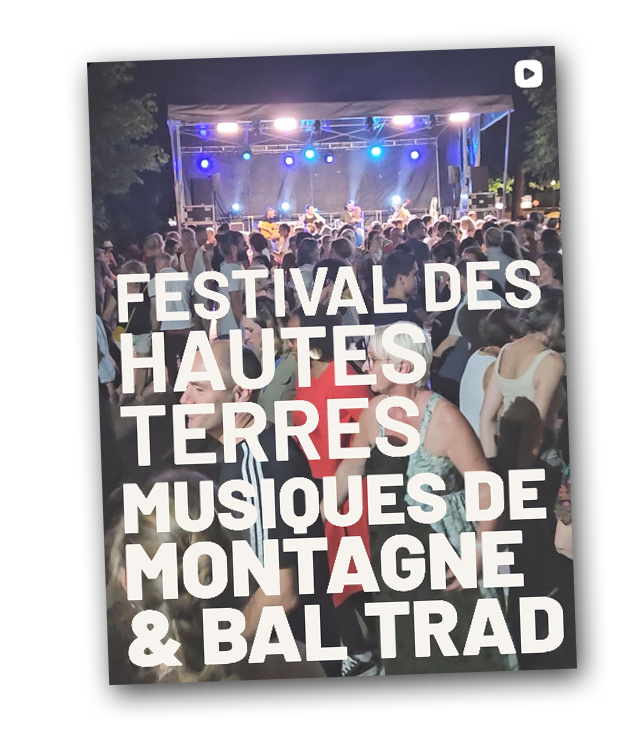 FESTIVAL DES
HAUTES
TERRES
MUSIQUES DE
MONTAGNE
& BAL TRAD